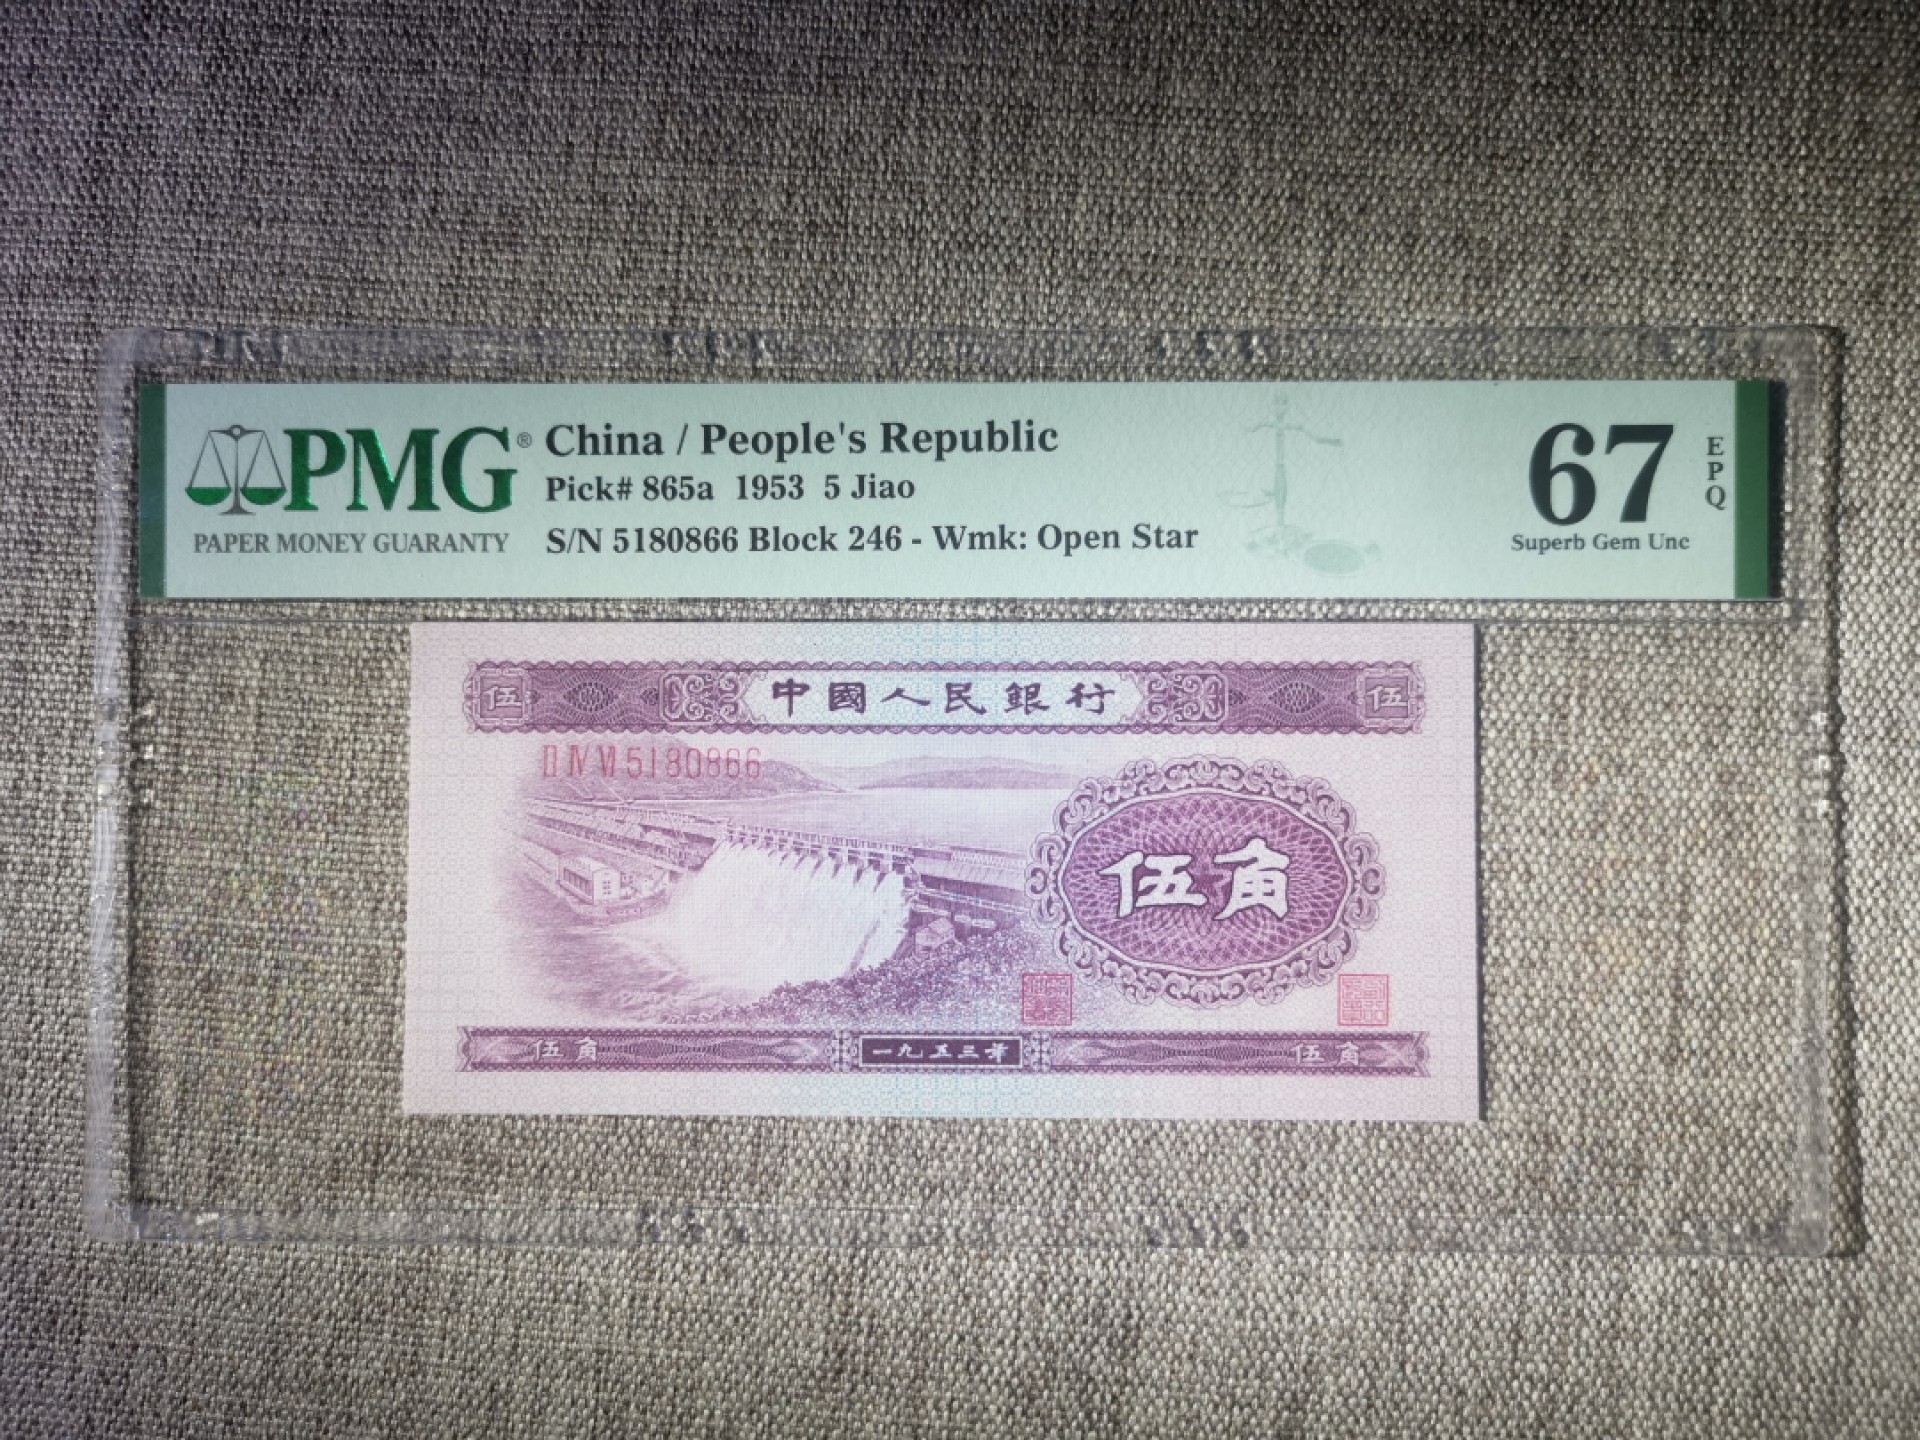 PMG® China / People's Republic
Pick# 865a 1953 5 Jiao
PAPER MONEY GUARANTY S/N 5180866 Block 246 - Wmk: Open Star
67 EPQ
Superb Gem Unc
伍 中國人民銀行 伍
II IV VI 5180866
伍角
伍角 一九五三年 伍角